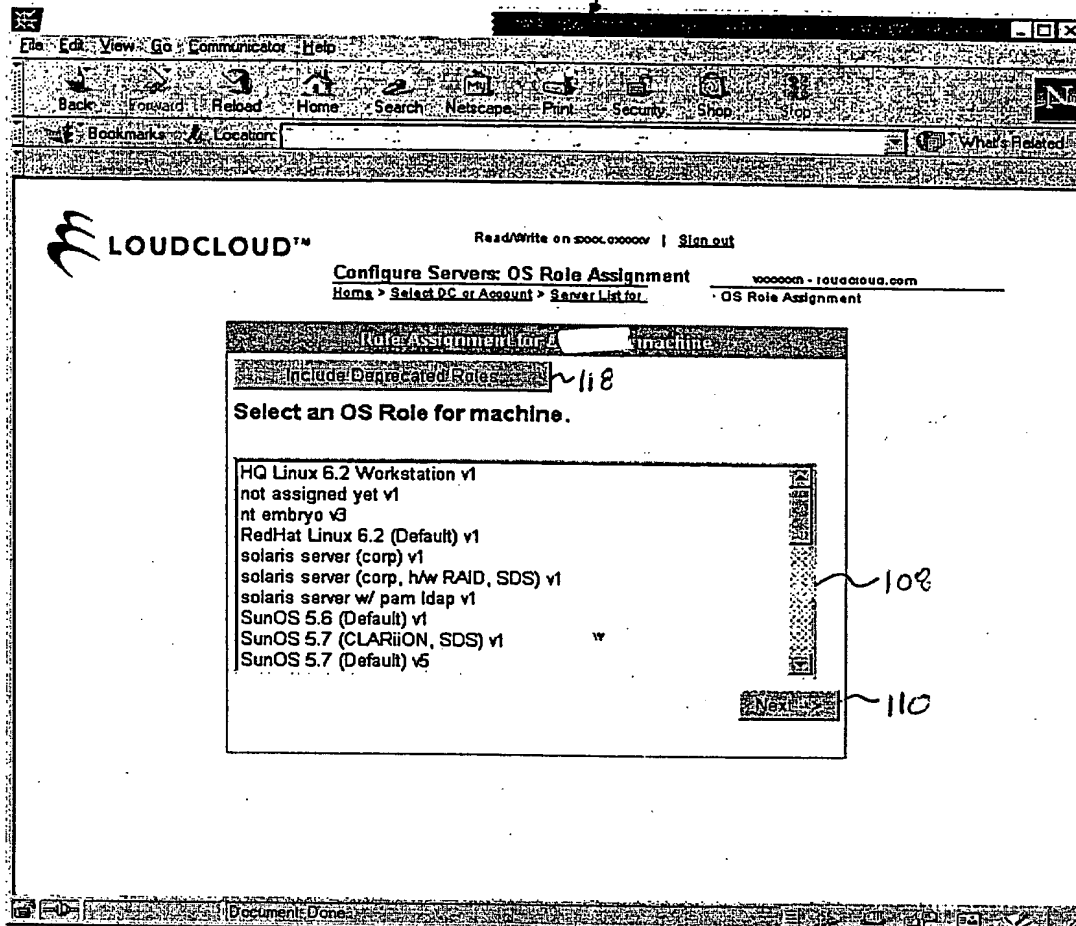 File Edit View Go Communicator Help
Back Forward Reload Home Search Netscape Print Security Shop Stop
Bookmarks Location: What's Related
LOUDCLOUD™
Read/Write on | Sign out
Configure Servers: OS Role Assignment
Home > Select DC or Account > Server List for OS Role Assignment
Role Assignment for machine
Include Deprecated Roles... 118
Select an OS Role for machine.
HQ Linux 6.2 Workstation v1
not assigned yet v1
nt embryo v3
RedHat Linux 6.2 (Default) v1
solaris server (corp) v1
solaris server (corp, h/w RAID, SDS) v1
solaris server w/ pam ldap v1
SunOS 5.6 (Default) v1
SunOS 5.7 (CLARiiON, SDS) v1
SunOS 5.7 (Default) v5
108
Next --> 110
Document: Done